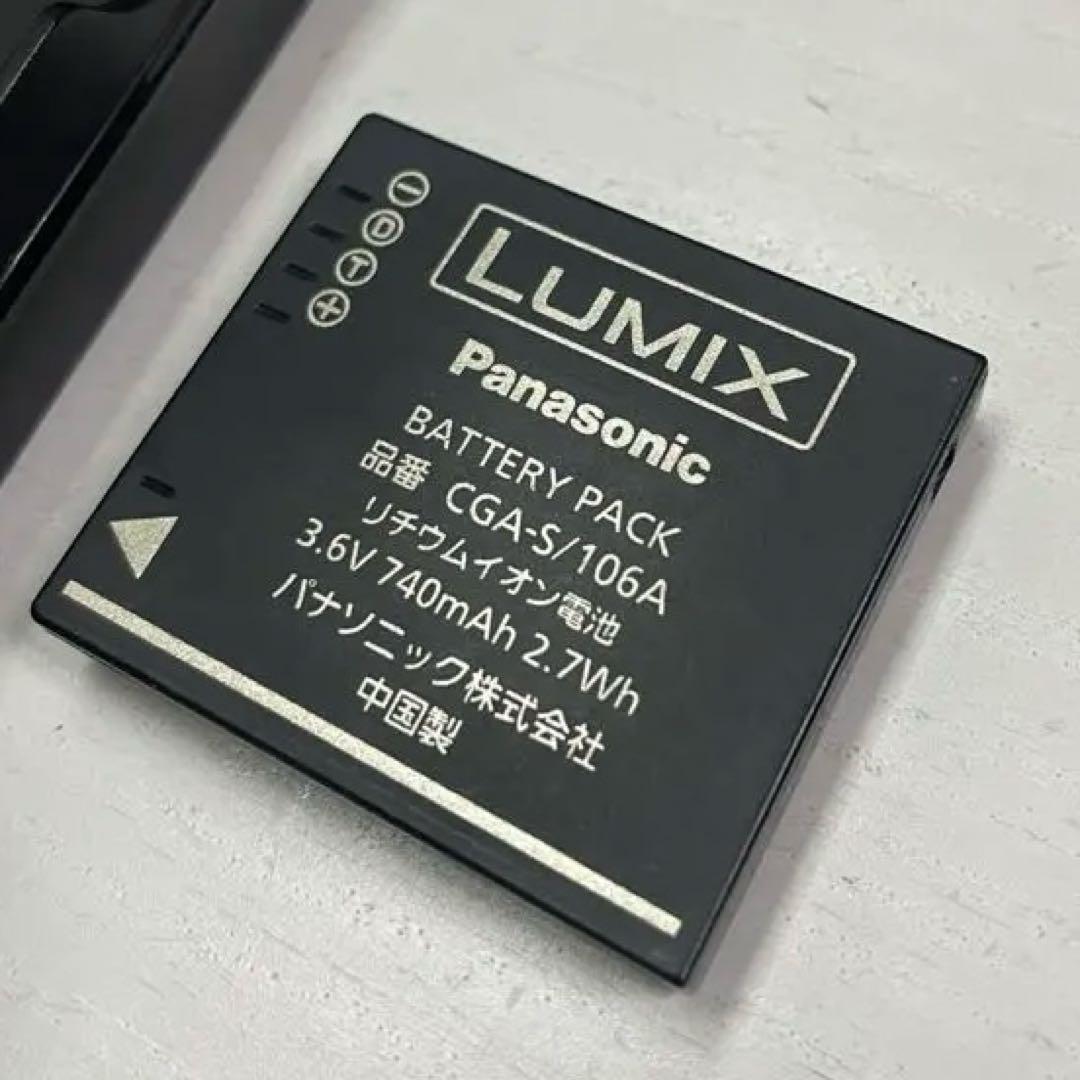 ⊖
Ⓓ
Ⓣ
⊕
LUMIX
Panasonic
BATTERY PACK
品番 CGA-S/106A
リチウムイオン電池
3.6V 740mAh 2.7Wh
パナソニック株式会社
中国製